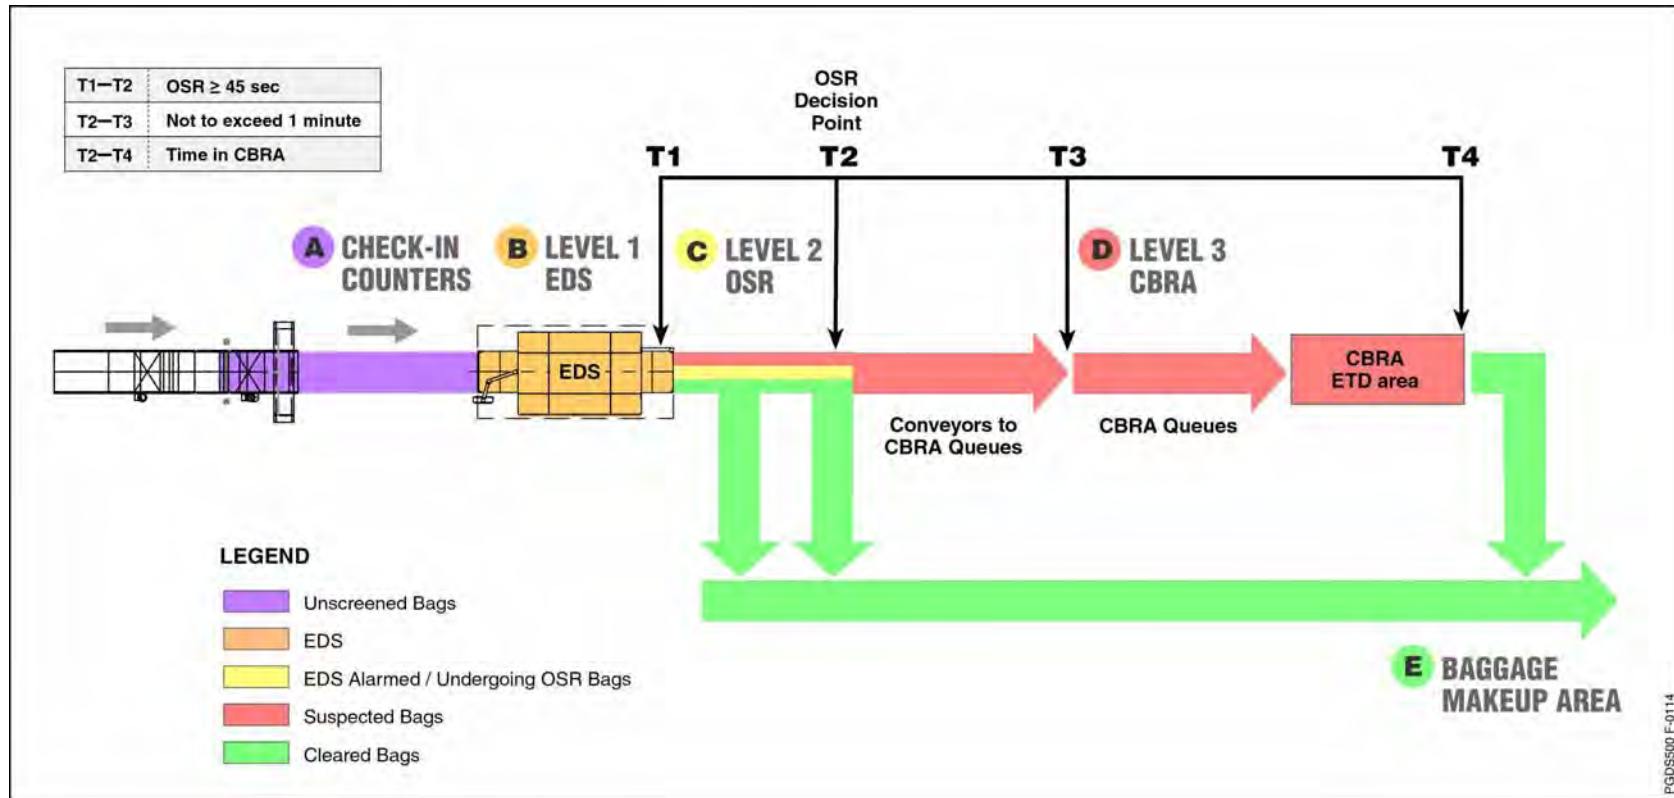 T1–T2 OSR ≥ 45 sec
T2–T3 Not to exceed 1 minute
T2–T4 Time in CBRA
OSR
Decision
Point
T1 T2 T3 T4
A CHECK-IN
COUNTERS
B LEVEL 1
EDS
C LEVEL 2
OSR
D LEVEL 3
CBRA
EDS
CBRA
ETD area
Conveyors to
CBRA Queues
CBRA Queues
LEGEND
Unscreened Bags
EDS
EDS Alarmed / Undergoing OSR Bags
Suspected Bags
Cleared Bags
E BAGGAGE
MAKEUP AREA
PGDS500 F-0114